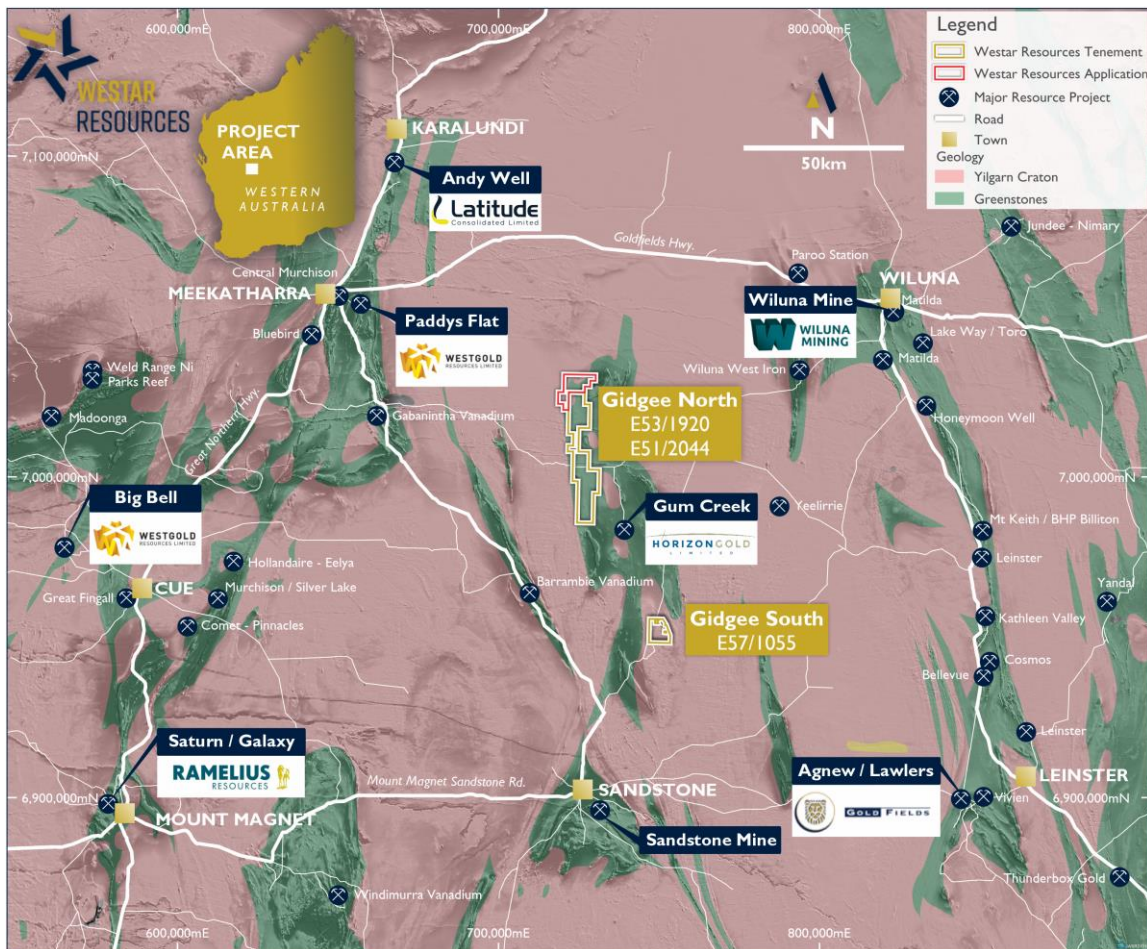 600,000mE
700,000mE
800,000mE
WESTAR
RESOURCES
PROJECT
AREA
WESTERN
AUSTRALIA
Legend
Westar Resources Tenement
Westar Resources Application
Major Resource Project
Road
Town
Geology
Yilgarn Craton
Greenstones
N
50km
KARALUNDI
7,100,000mN
Andy Well
Latitude
Consolidated Limited
Goldfields Hwy.
Jundee - Nimary
Paroo Station
Central Murchison
MEEKATHARRA
WILUNA
Wiluna Mine
Matilda
WILUNA
MINING
Paddys Flat
WESTGOLD
RESOURCES LIMITED
Bluebird
Lake Way / Toro
Matilda
Weld Range Ni
Parks Reef
Wiluna West Iron
Madoonga
Great Northern Hwy.
Gabanintha Vanadium
Gidgee North
E53/1920
E51/2044
Honeymoon Well
7,000,000mN
7,000,000mN
Big Bell
WESTGOLD
RESOURCES LIMITED
Gum Creek
HORIZONGOLD
LIMITED
Yeelirrie
Mt Keith / BHP Billiton
Hollandaire - Eelya
Leinster
CUE
Great Fingall
Murchison / Silver Lake
Barrambie Vanadium
Yandal
Comet - Pinnacles
Kathleen Valley
Gidgee South
E57/1055
Cosmos
Bellevue
Saturn / Galaxy
RAMELIUS
RESOURCES
Leinster
Mount Magnet Sandstone Rd.
Agnew / Lawlers
GOLD FIELDS
LEINSTER
SANDSTONE
Vivien
6,900,000mN
6,900,000mN
MOUNT MAGNET
Sandstone Mine
Windimurra Vanadium
Thunderbox Gold
600,000mE
700,000mE
800,000mE